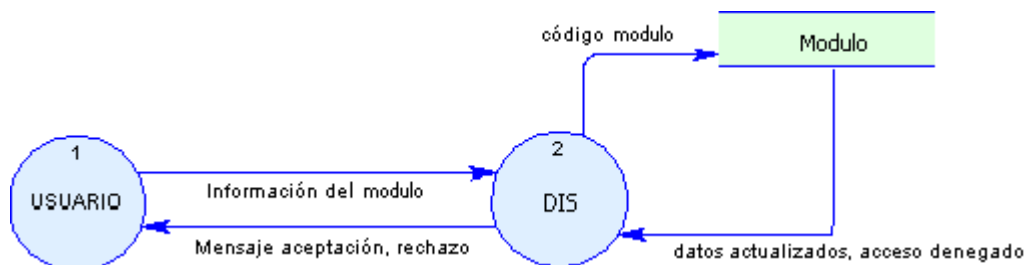 código modulo
Modulo
1
USUARIO
Información del modulo
Mensaje aceptación, rechazo
2
DIS
datos actualizados, acceso denegado